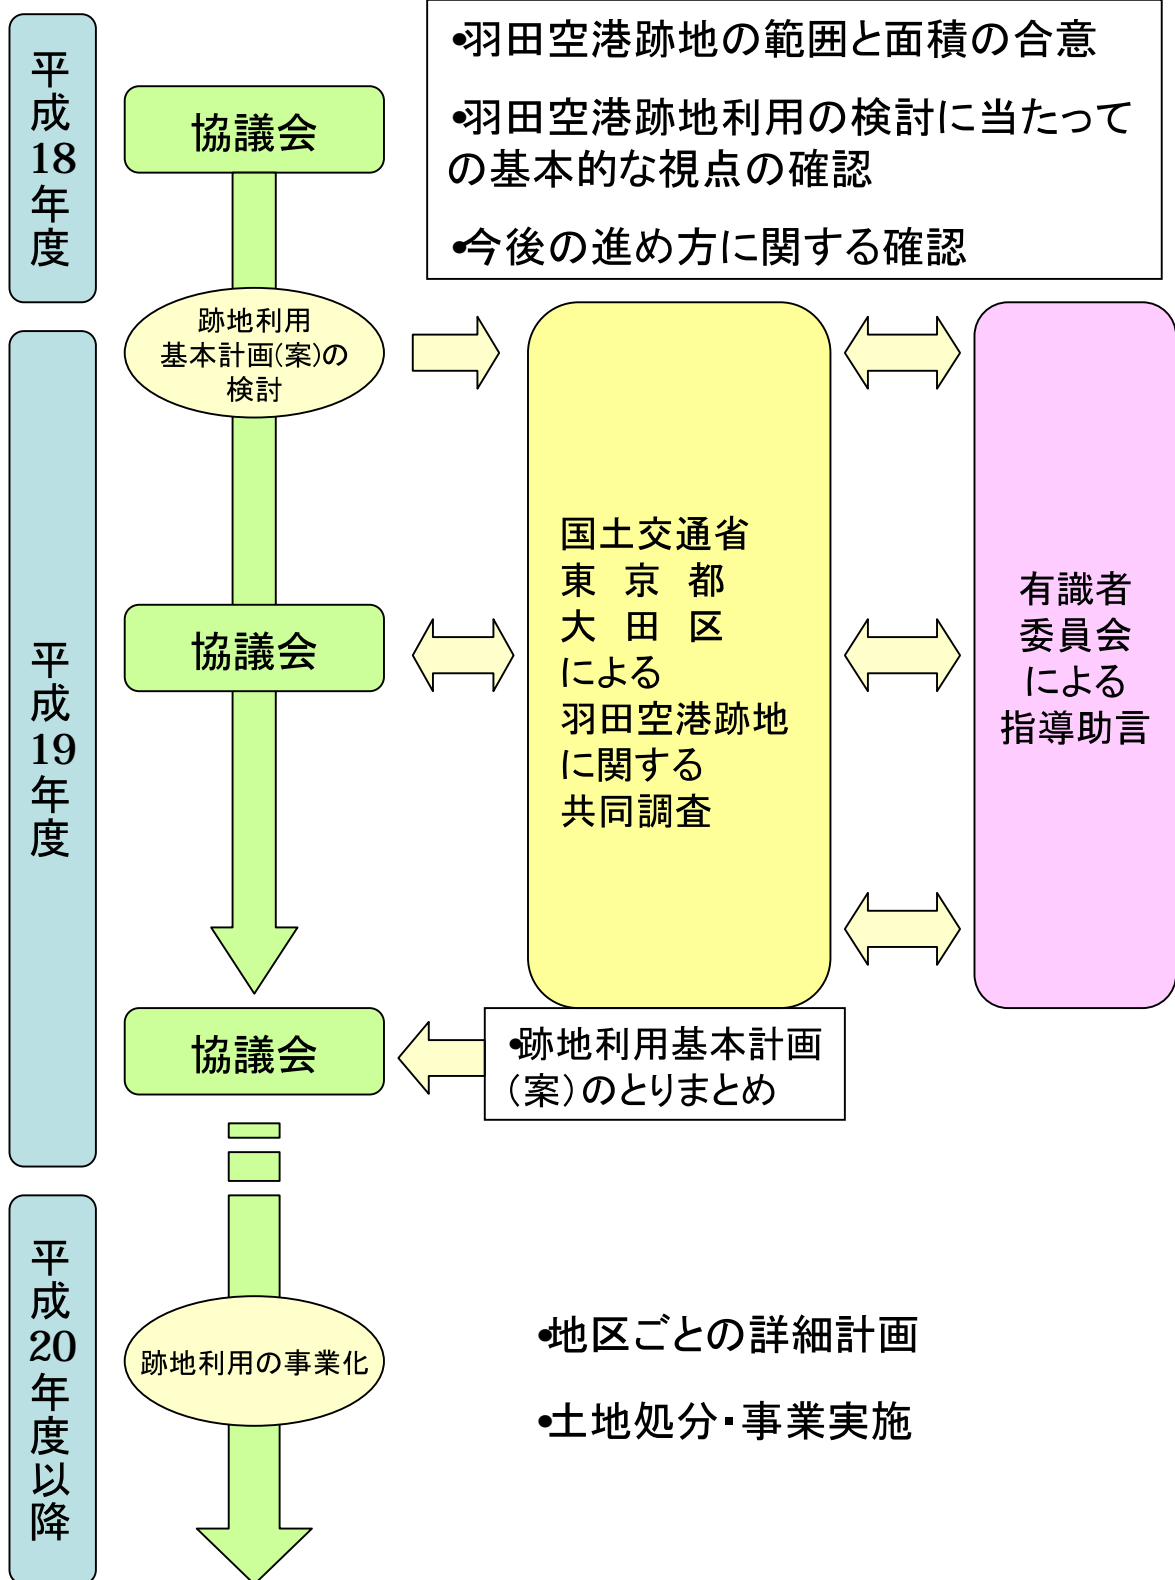 平成18年度
協議会
•羽田空港跡地の範囲と面積の合意
•羽田空港跡地利用の検討に当たって
の基本的な視点の確認
•今後の進め方に関する確認
跡地利用
基本計画(案)の
検討
平成19年度
協議会
国土交通省
東 京 都
大 田 区
による
羽田空港跡地
に関する
共同調査
有識者
委員会
による
指導助言
協議会
•跡地利用基本計画
（案）のとりまとめ
平成20年度以降
跡地利用の事業化
•地区ごとの詳細計画
•土地処分・事業実施